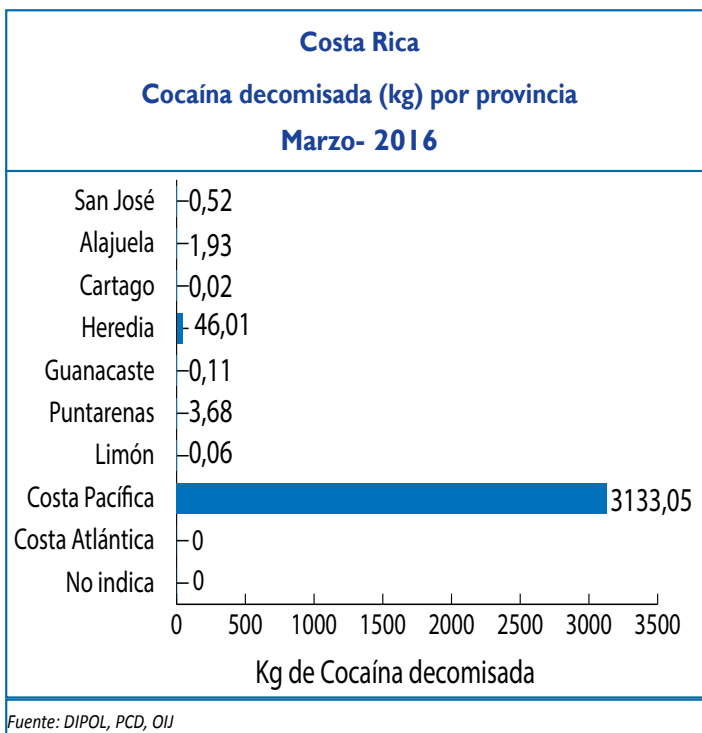 Costa Rica
Cocaína decomisada (kg) por provincia
Marzo- 2016
San José 0,52
Alajuela 1,93
Cartago 0,02
Heredia 46,01
Guanacaste 0,11
Puntarenas 3,68
Limón 0,06
Costa Pacífica 3133,05
Costa Atlántica 0
No indica 0
0 500 1000 1500 2000 2500 3000 3500
Kg de Cocaína decomisada
Fuente: DIPOL, PCD, OIJ